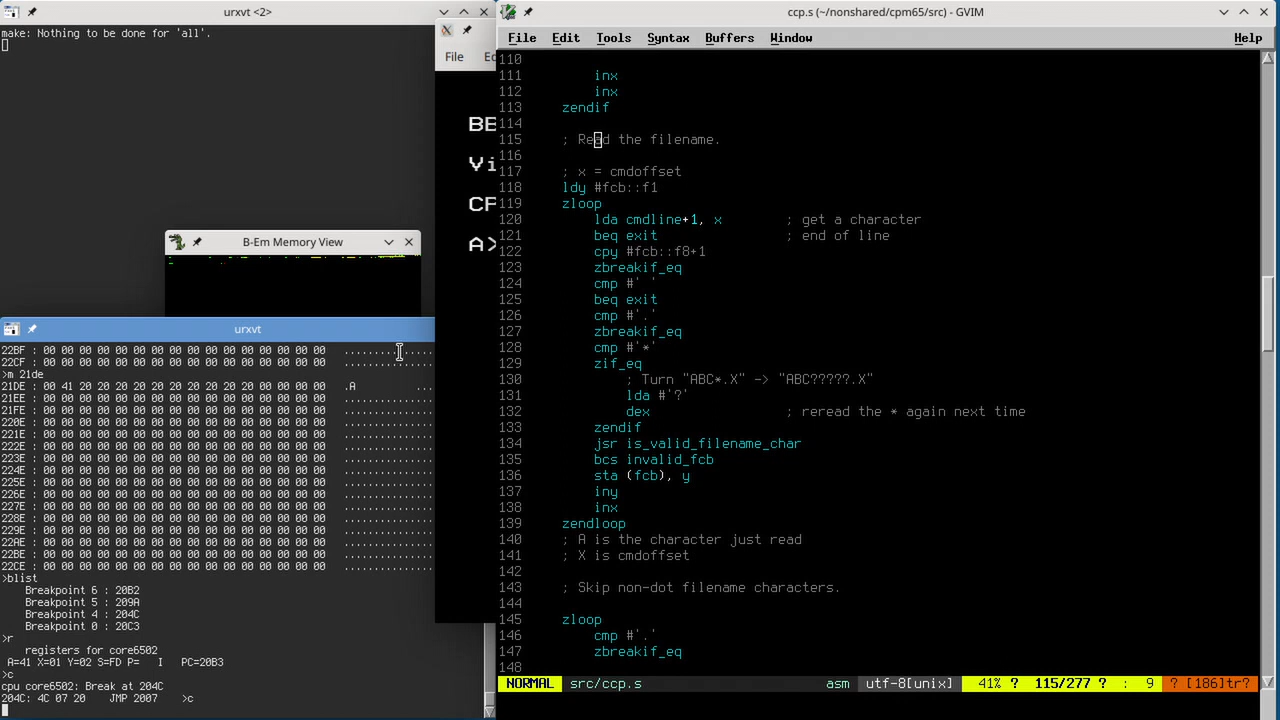 urxvt <2>
make: Nothing to be done for 'all'.
File
BE
Vi
CP
A>
B-Em Memory View
urxvt
22BF : 00 00 00 00 00 00 00 00 00 00 00 00 00 00 00 00
22CF : 00 00 00 00 00 00 00 00 00 00 00 00 00 00 00 00
>m 21de
21DE : 00 41 20 20 20 20 20 20 20 20 20 20 00 00 00 00 .A ....
21EE : 00 00 00 00 00 00 00 00 00 00 00 00 00 00 00 00
21FE : 00 00 00 00 00 00 00 00 00 00 00 00 00 00 00 00
220E : 00 00 00 00 00 00 00 00 00 00 00 00 00 00 00 00
221E : 00 00 00 00 00 00 00 00 00 00 00 00 00 00 00 00
222E : 00 00 00 00 00 00 00 00 00 00 00 00 00 00 00 00
223E : 00 00 00 00 00 00 00 00 00 00 00 00 00 00 00 00
224E : 00 00 00 00 00 00 00 00 00 00 00 00 00 00 00 00
225E : 00 00 00 00 00 00 00 00 00 00 00 00 00 00 00 00
226E : 00 00 00 00 00 00 00 00 00 00 00 00 00 00 00 00
227E : 00 00 00 00 00 00 00 00 00 00 00 00 00 00 00 00
228E : 00 00 00 00 00 00 00 00 00 00 00 00 00 00 00 00
229E : 00 00 00 00 00 00 00 00 00 00 00 00 00 00 00 00
22AE : 00 00 00 00 00 00 00 00 00 00 00 00 00 00 00 00
22BE : 00 00 00 00 00 00 00 00 00 00 00 00 00 00 00 00
22CE : 00 00 00 00 00 00 00 00 00 00 00 00 00 00 00 00
>blist
Breakpoint 6 : 20B2
Breakpoint 5 : 209A
Breakpoint 4 : 204C
Breakpoint 0 : 20C3
>r
registers for core6502
A=41 X=01 Y=02 S=FD P= I PC=20B3
>c
cpu core6502: Break at 204C
204C: 4C 07 20 JMP 2007 >c
ccp.s (~/nonshared/cpm65/src) - GVIM
File Edit Tools Syntax Buffers Window Help
110
111 inx
112 inx
113 zendif
114
115 ; Read the filename.
116
117 ; x = cmdoffset
118 ldy #fcb::f1
119 zloop
120 lda cmdline+1, x ; get a character
121 beq exit ; end of line
122 cpy #fcb::f8+1
123 zbreakif_eq
124 cmp #' '
125 beq exit
126 cmp #'.'
127 zbreakif_eq
128 cmp #'*'
129 zif_eq
130 ; Turn "ABC*.X" -> "ABC?????.X"
131 lda #'?'
132 dex ; reread the * again next time
133 zendif
134 jsr is_valid_filename_char
135 bcs invalid_fcb
136 sta (fcb), y
137 iny
138 inx
139 zendloop
140 ; A is the character just read
141 ; X is cmdoffset
142
143 ; Skip non-dot filename characters.
144
145 zloop
146 cmp #'.'
147 zbreakif_eq
148
NORMAL src/ccp.s asm utf-8[unix] 41% ? 115/277 ? : 9 ? [186]tr?